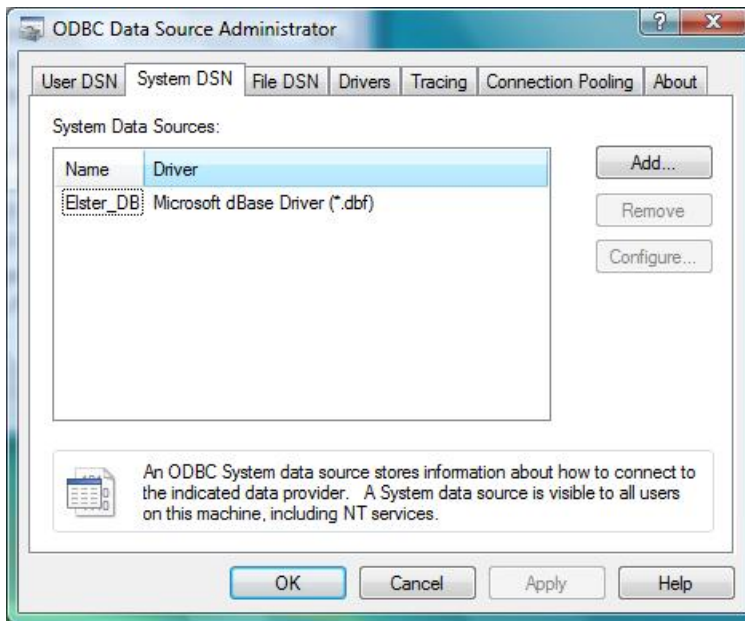 ODBC Data Source Administrator
User DSN System DSN File DSN Drivers Tracing Connection Pooling About
System Data Sources:
Name Driver
Elster_DB Microsoft dBase Driver (*.dbf)
Add...
Remove
Configure...
An ODBC System data source stores information about how to connect to
the indicated data provider. A System data source is visible to all users
on this machine, including NT services.
OK Cancel Apply Help